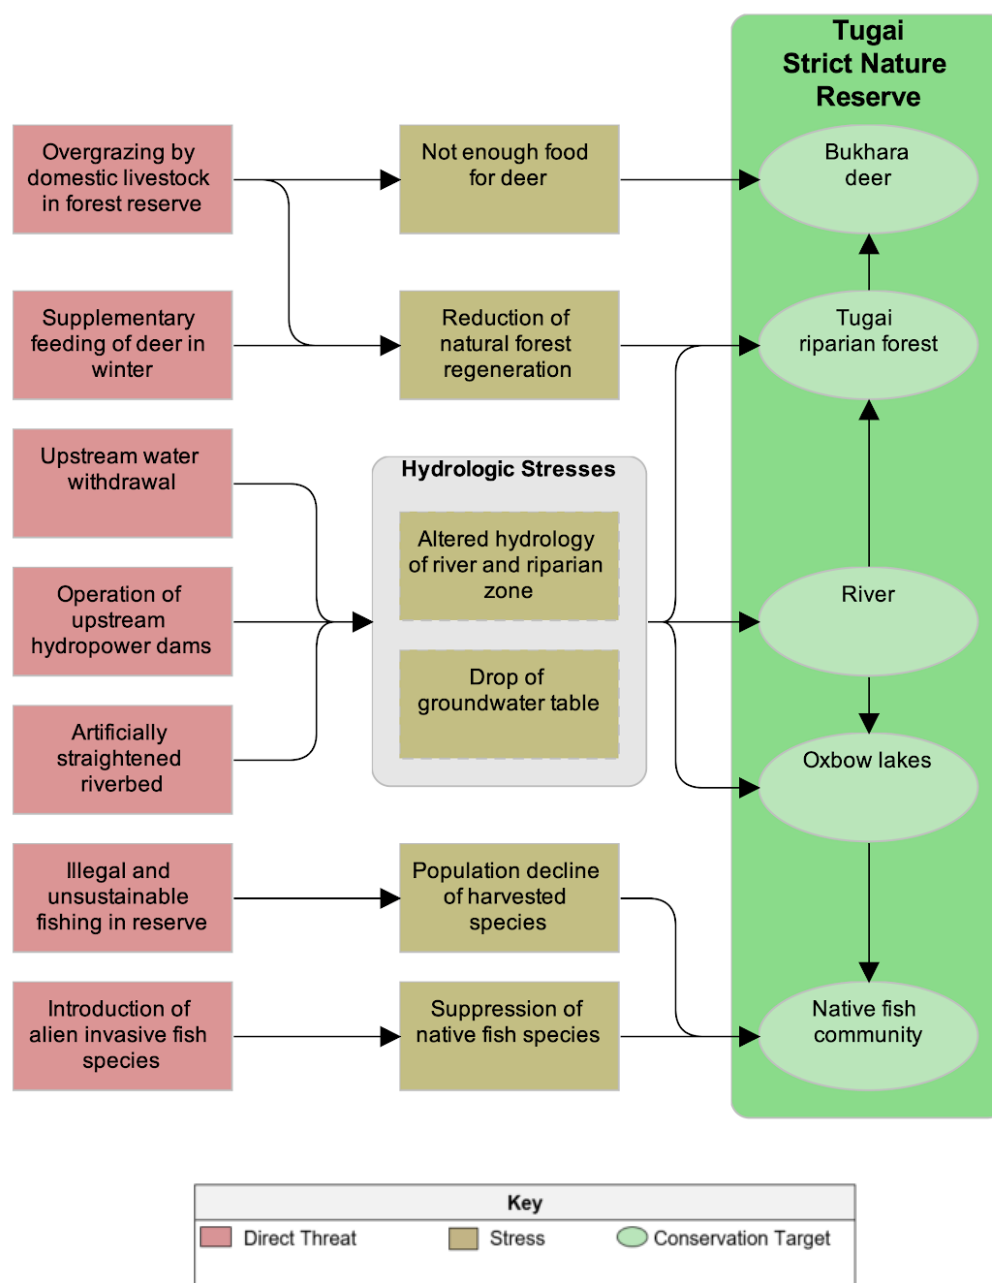 Tugai
Strict Nature
Reserve
Overgrazing by
domestic livestock
in forest reserve
Not enough food
for deer
Bukhara
deer
Supplementary
feeding of deer in
winter
Reduction of
natural forest
regeneration
Tugai
riparian forest
Upstream water
withdrawal
Hydrologic Stresses
Altered hydrology
of river and riparian
zone
Operation of
upstream
hydropower dams
River
Drop of
groundwater table
Artificially
straightened
riverbed
Oxbow lakes
Illegal and
unsustainable
fishing in reserve
Population decline
of harvested
species
Introduction of
alien invasive fish
species
Suppression of
native fish species
Native fish
community
Key
Direct Threat
Stress
Conservation Target